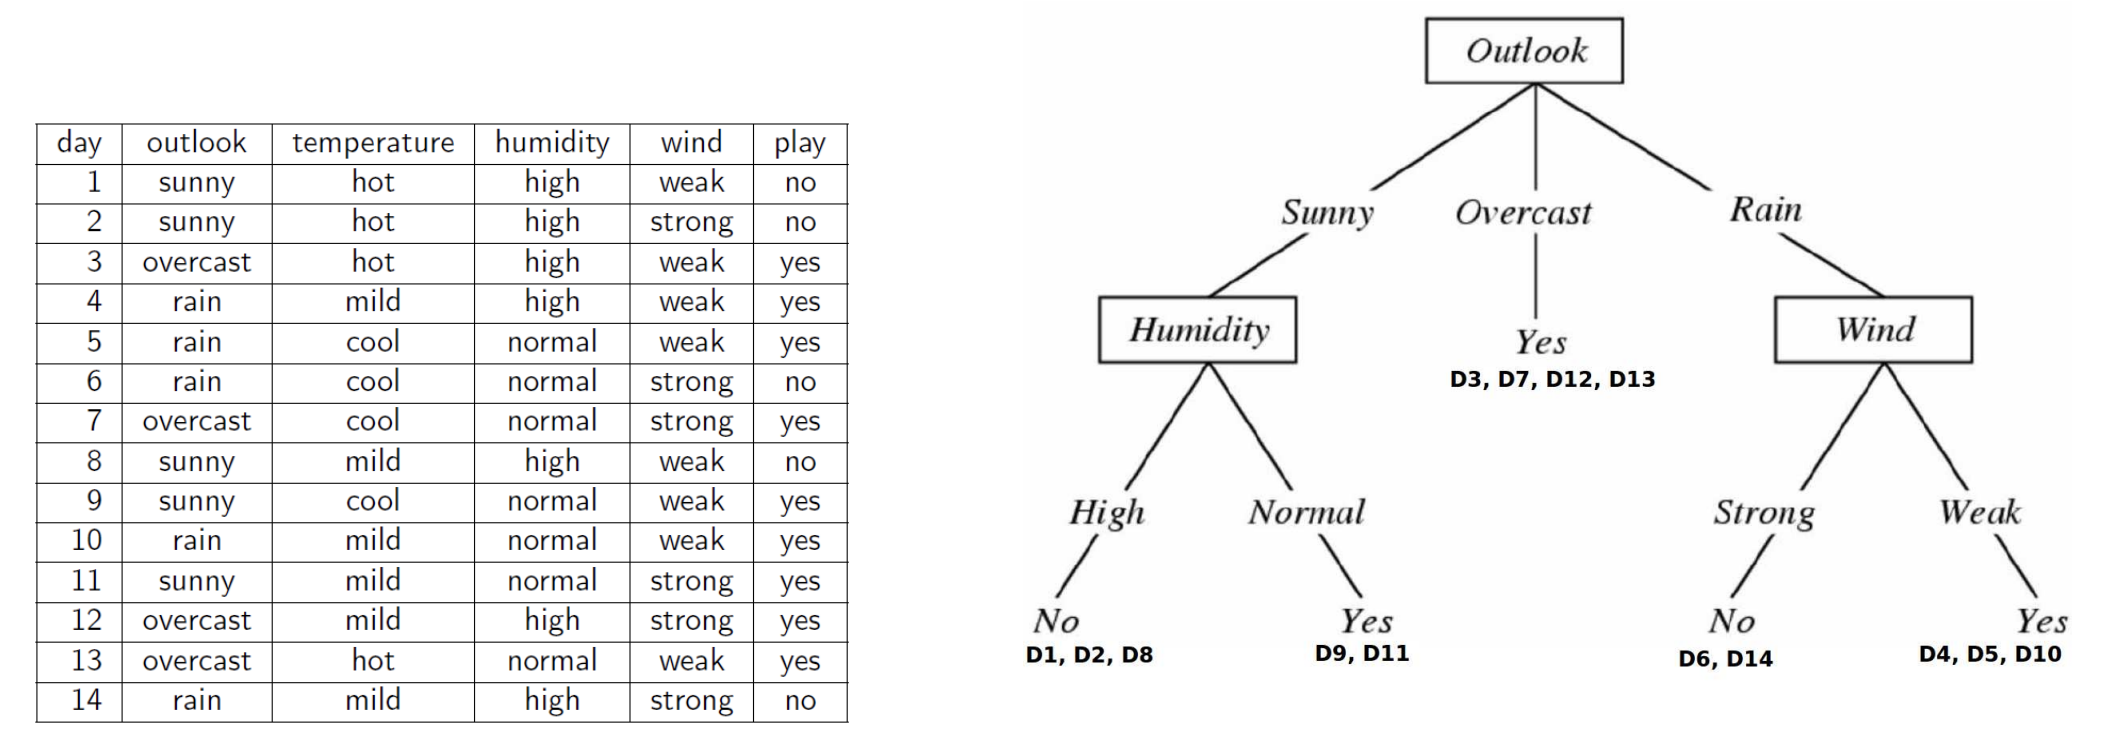 day outlook temperature humidity wind play
1 sunny hot high weak no
2 sunny hot high strong no
3 overcast hot high weak yes
4 rain mild high weak yes
5 rain cool normal weak yes
6 rain cool normal strong no
7 overcast cool normal strong yes
8 sunny mild high weak no
9 sunny cool normal weak yes
10 rain mild normal weak yes
11 sunny mild normal strong yes
12 overcast mild high strong yes
13 overcast hot normal weak yes
14 rain mild high strong no
Outlook
Sunny Overcast Rain
Humidity Yes Wind
D3, D7, D12, D13
High Normal Strong Weak
No Yes No Yes
D1, D2, D8 D9, D11 D6, D14 D4, D5, D10